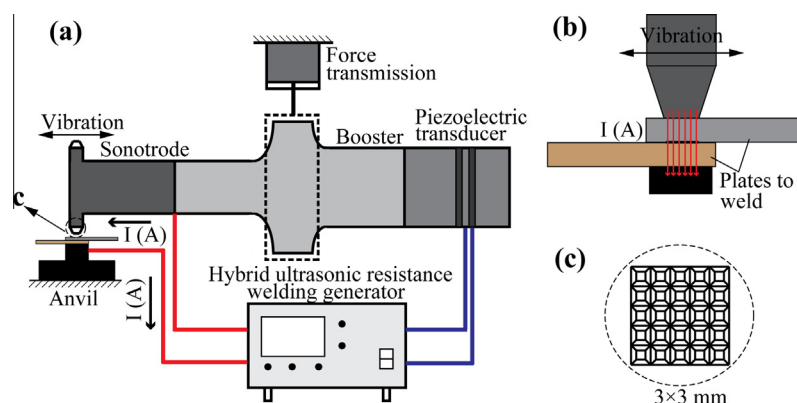 (a)
Force
transmission
Vibration
Sonotrode
Booster
Piezoelectric
transducer
c
I (A)
Anvil
I (A)
Hybrid ultrasonic resistance
welding generator
(b)
Vibration
I (A)
Plates to
weld
(c)
3×3 mm